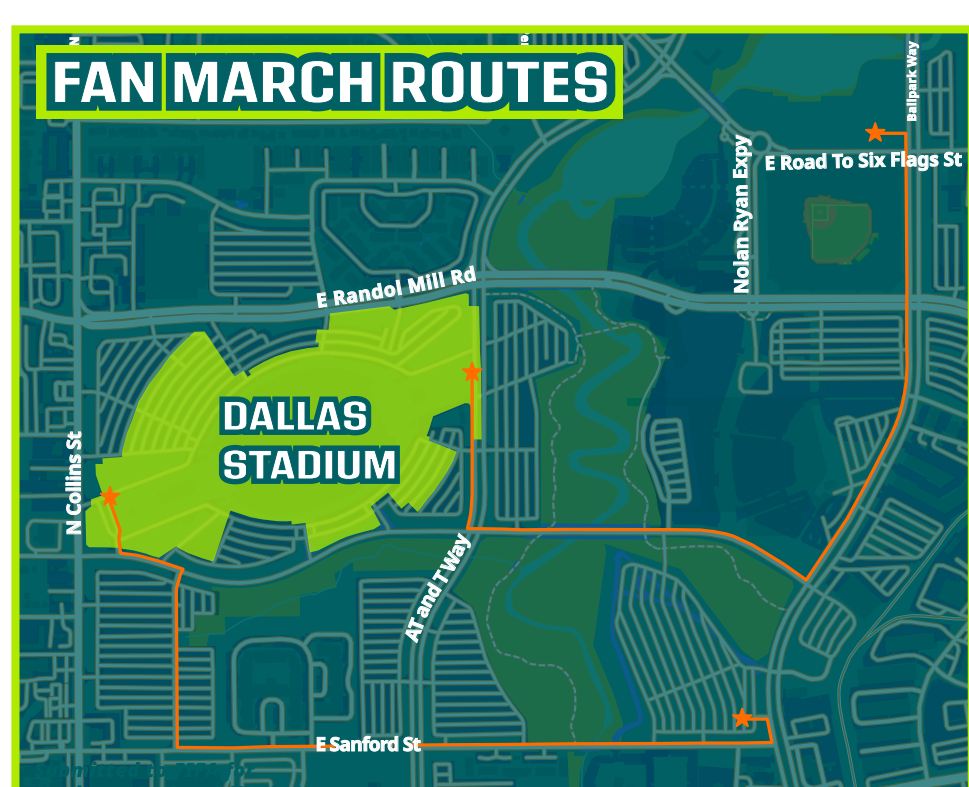 N
FAN MARCH ROUTES
Ballpark Way
E Road To Six Flags St
Nolan Ryan Expy
E Randol Mill Rd
DALLAS
STADIUM
N Collins St
AT and T Way
E Sanford St